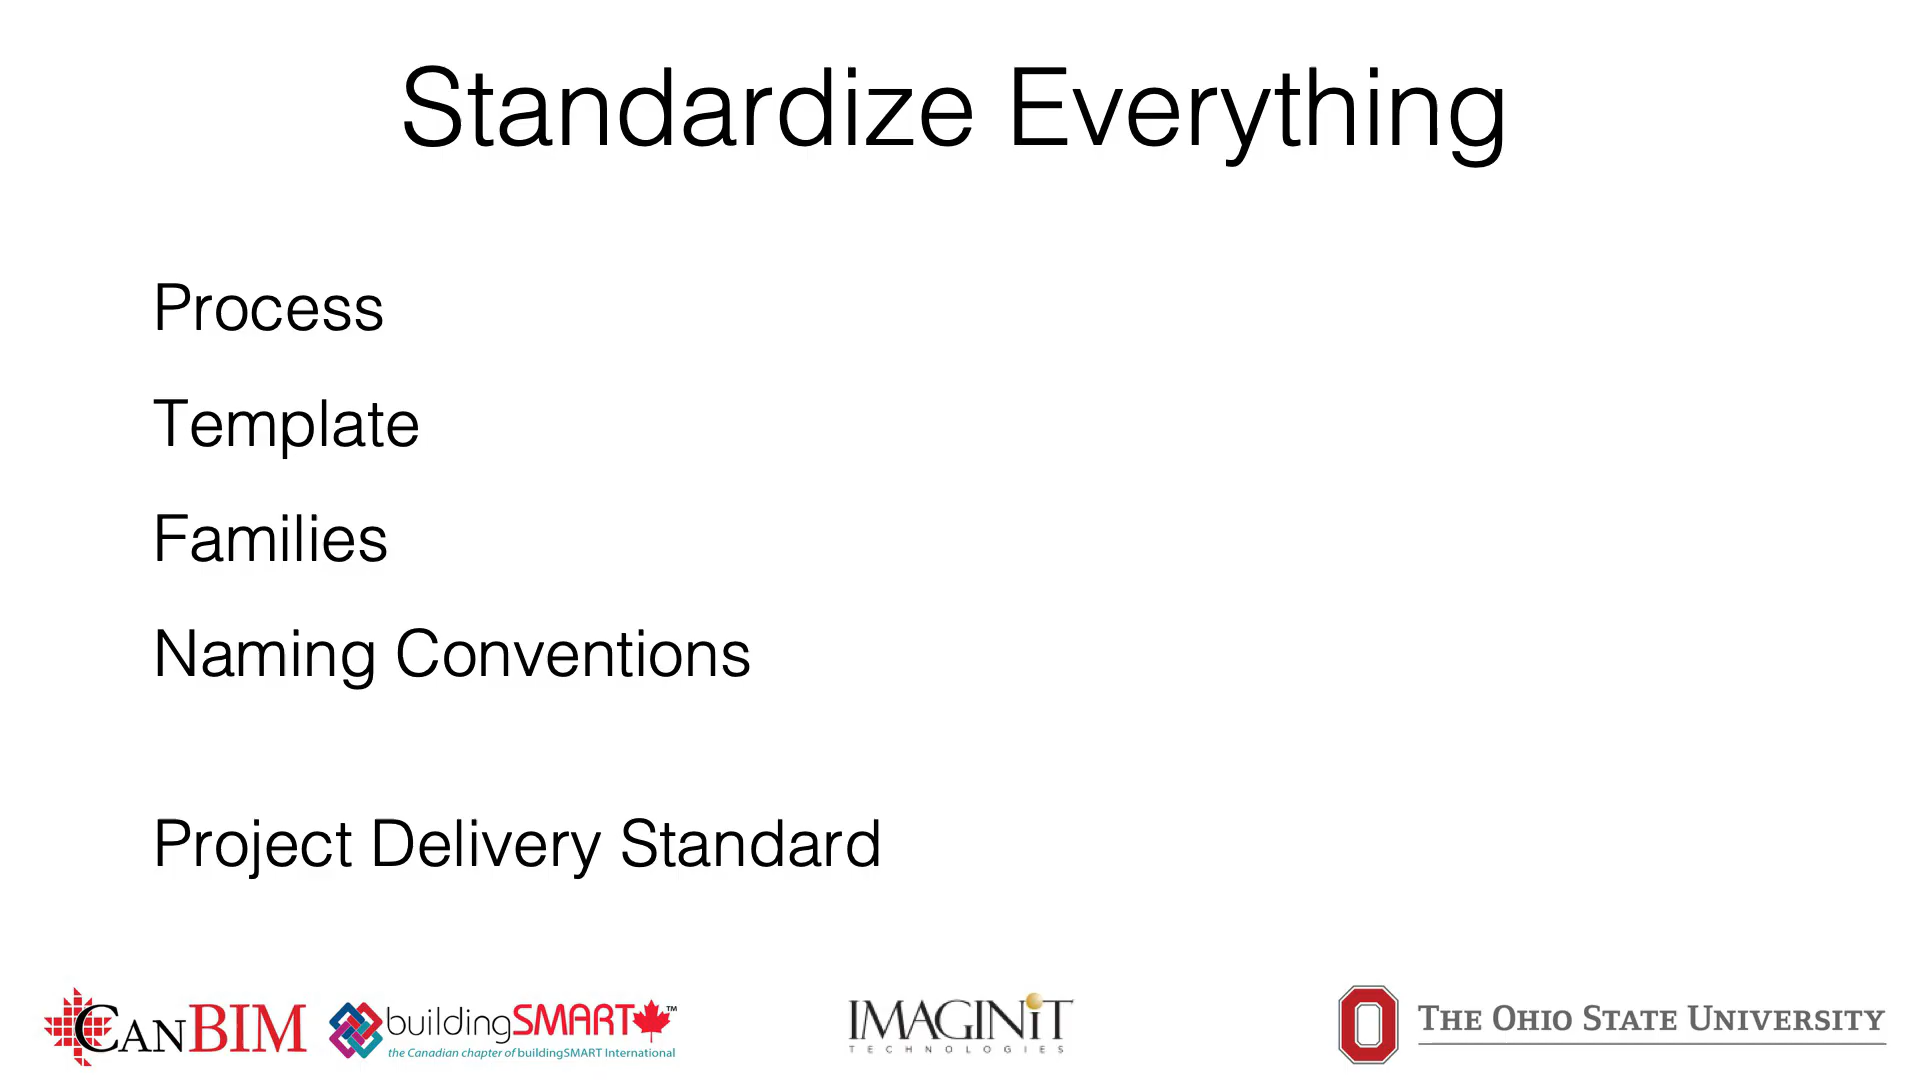 Standardize Everything
Process
Template
Families
Naming Conventions
Project Delivery Standard
CANBIM
buildingSMART™
the Canadian chapter of buildingSMART International
IMAGINiT
TECHNOLOGIES
THE OHIO STATE UNIVERSITY